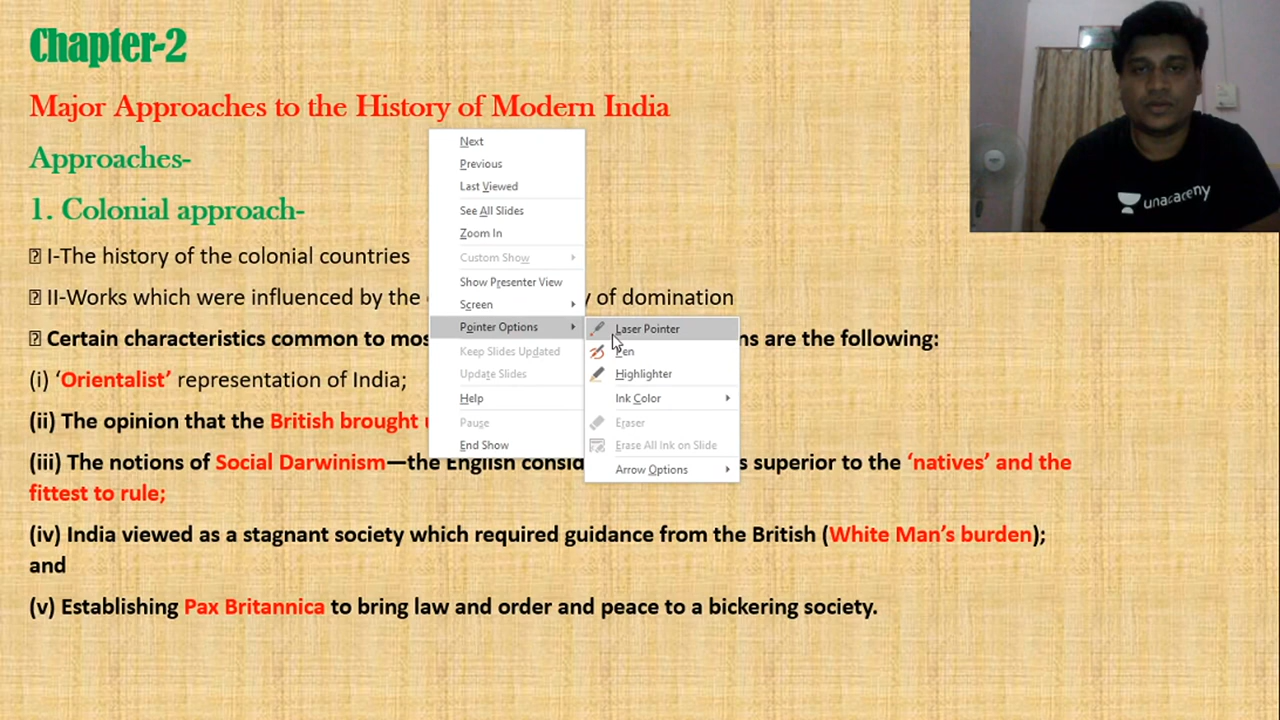 Chapter-2
Major Approaches to the History of Modern India
Approaches-
1. Colonial approach-
I-The history of the colonial countries
II-Works which were influenced by the y of domination
Certain characteristics common to mos ns are the following:
(i) ‘Orientalist’ representation of India;
(ii) The opinion that the British brought
(iii) The notions of Social Darwinism—the English consid s superior to the ‘natives’ and the
fittest to rule;
(iv) India viewed as a stagnant society which required guidance from the British (White Man’s burden);
and
(v) Establishing Pax Britannica to bring law and order and peace to a bickering society.
Next
Previous
Last Viewed
See All Slides
Zoom In
Custom Show
Show Presenter View
Screen
Pointer Options
Keep Slides Updated
Update Slides
Help
Pause
End Show
Laser Pointer
Pen
Highlighter
Ink Color
Eraser
Erase All Ink on Slide
Arrow Options
unacademy